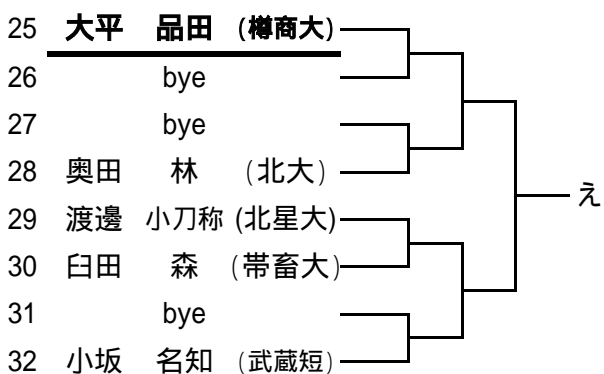 25 大平 品田 (樽商大)
26 bye
27 bye
28 奥田 林 (北大)
29 渡邊 小刀称 (北星大)
30 臼田 森 (帯畜大)
31 bye
32 小坂 名知 (武蔵短)
え